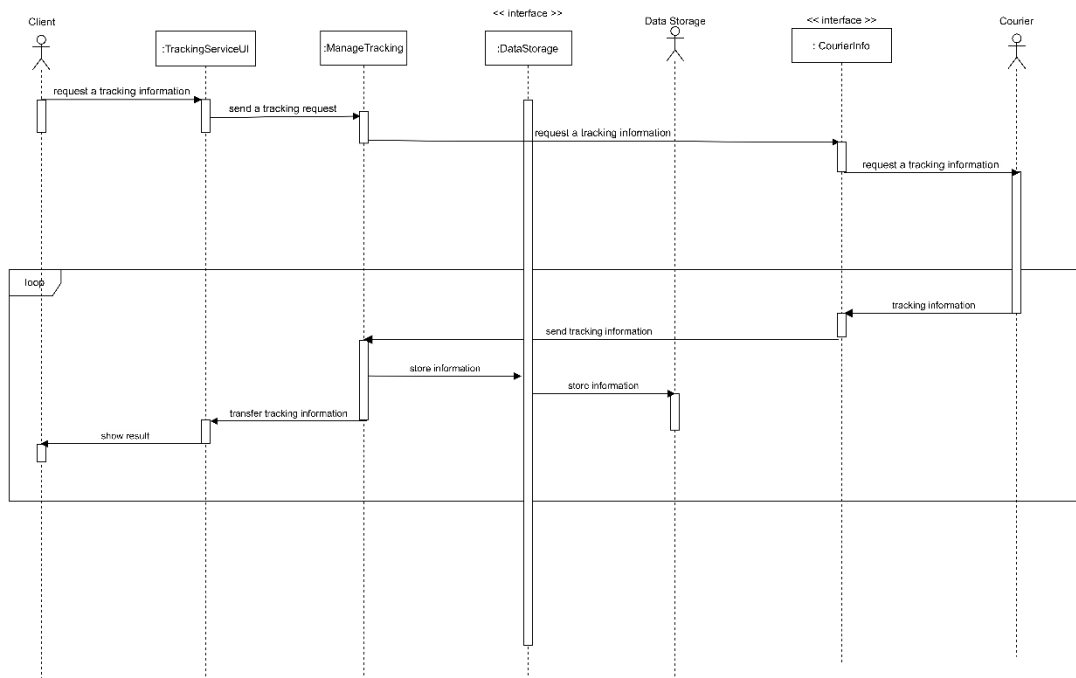 << interface >>
Client
Data Storage
<< interface >>
Courier
:TrackingServiceUI
:ManageTracking
:DataStorage
: CourierInfo
request a tracking information
send a tracking request
request a tracking information
request a tracking information
loop
tracking information
send tracking information
store information
store information
transfer tracking information
show result